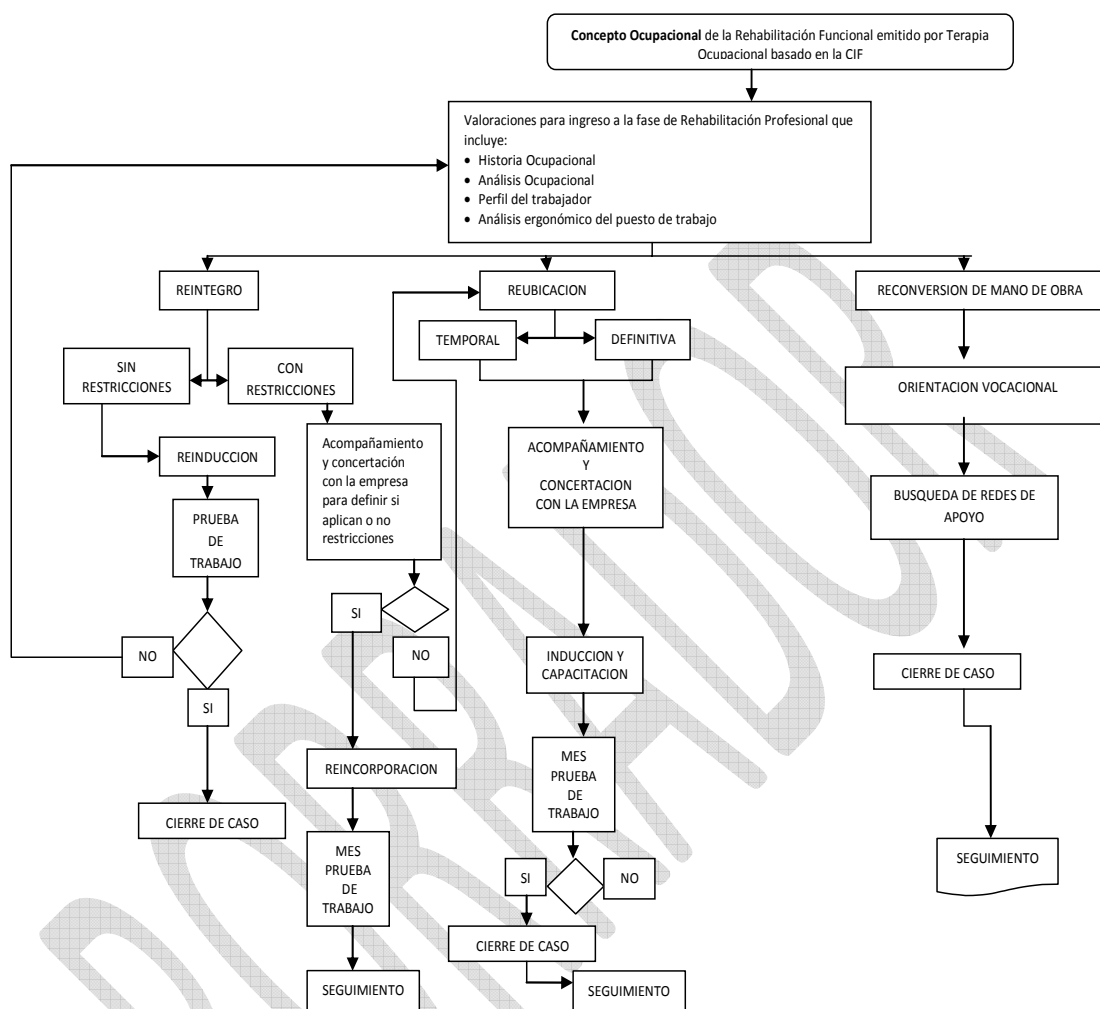 Concepto Ocupacional de la Rehabilitación Funcional emitido por Terapia
Ocupacional basado en la CIF
Valoraciones para ingreso a la fase de Rehabilitación Profesional que
incluye:
• Historia Ocupacional
• Análisis Ocupacional
• Perfil del trabajador
• Análisis ergonómico del puesto de trabajo
REINTEGRO
REUBICACION
RECONVERSION DE MANO DE OBRA
TEMPORAL
DEFINITIVA
SIN
RESTRICCIONES
CON
RESTRICCIONES
ORIENTACION VOCACIONAL
REINDUCCION
Acompañamiento
y concertación
con la empresa
para definir si
aplican o no
restricciones
ACOMPAÑAMIENTO
Y
CONCERTACION
CON LA EMPRESA
BUSQUEDA DE REDES DE
APOYO
PRUEBA
DE
TRABAJO
SI
NO
NO
SI
INDUCCION Y
CAPACITACION
CIERRE DE CASO
REINCORPORACION
MES
PRUEBA
DE
TRABAJO
CIERRE DE CASO
MES
PRUEBA
DE
TRABAJO
SEGUIMIENTO
SI
NO
CIERRE DE CASO
SEGUIMIENTO
SEGUIMIENTO
BORRADOR